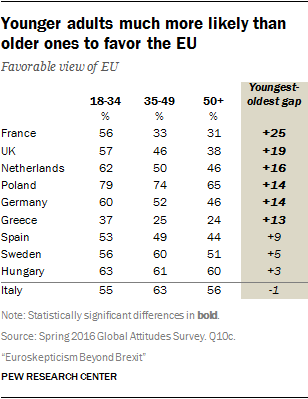 Younger adults much more likely than
older ones to favor the EU
Favorable view of EU
Youngest-
18-34 35-49 50+ oldest gap
% % %
France 56 33 31 +25
UK 57 46 38 +19
Netherlands 62 50 46 +16
Poland 79 74 65 +14
Germany 60 52 46 +14
Greece 37 25 24 +13
Spain 53 49 44 +9
Sweden 56 60 51 +5
Hungary 63 61 60 +3
Italy 55 63 56 -1
Note: Statistically significant differences in bold.
Source: Spring 2016 Global Attitudes Survey. Q10c.
“Euroskepticism Beyond Brexit”
PEW RESEARCH CENTER